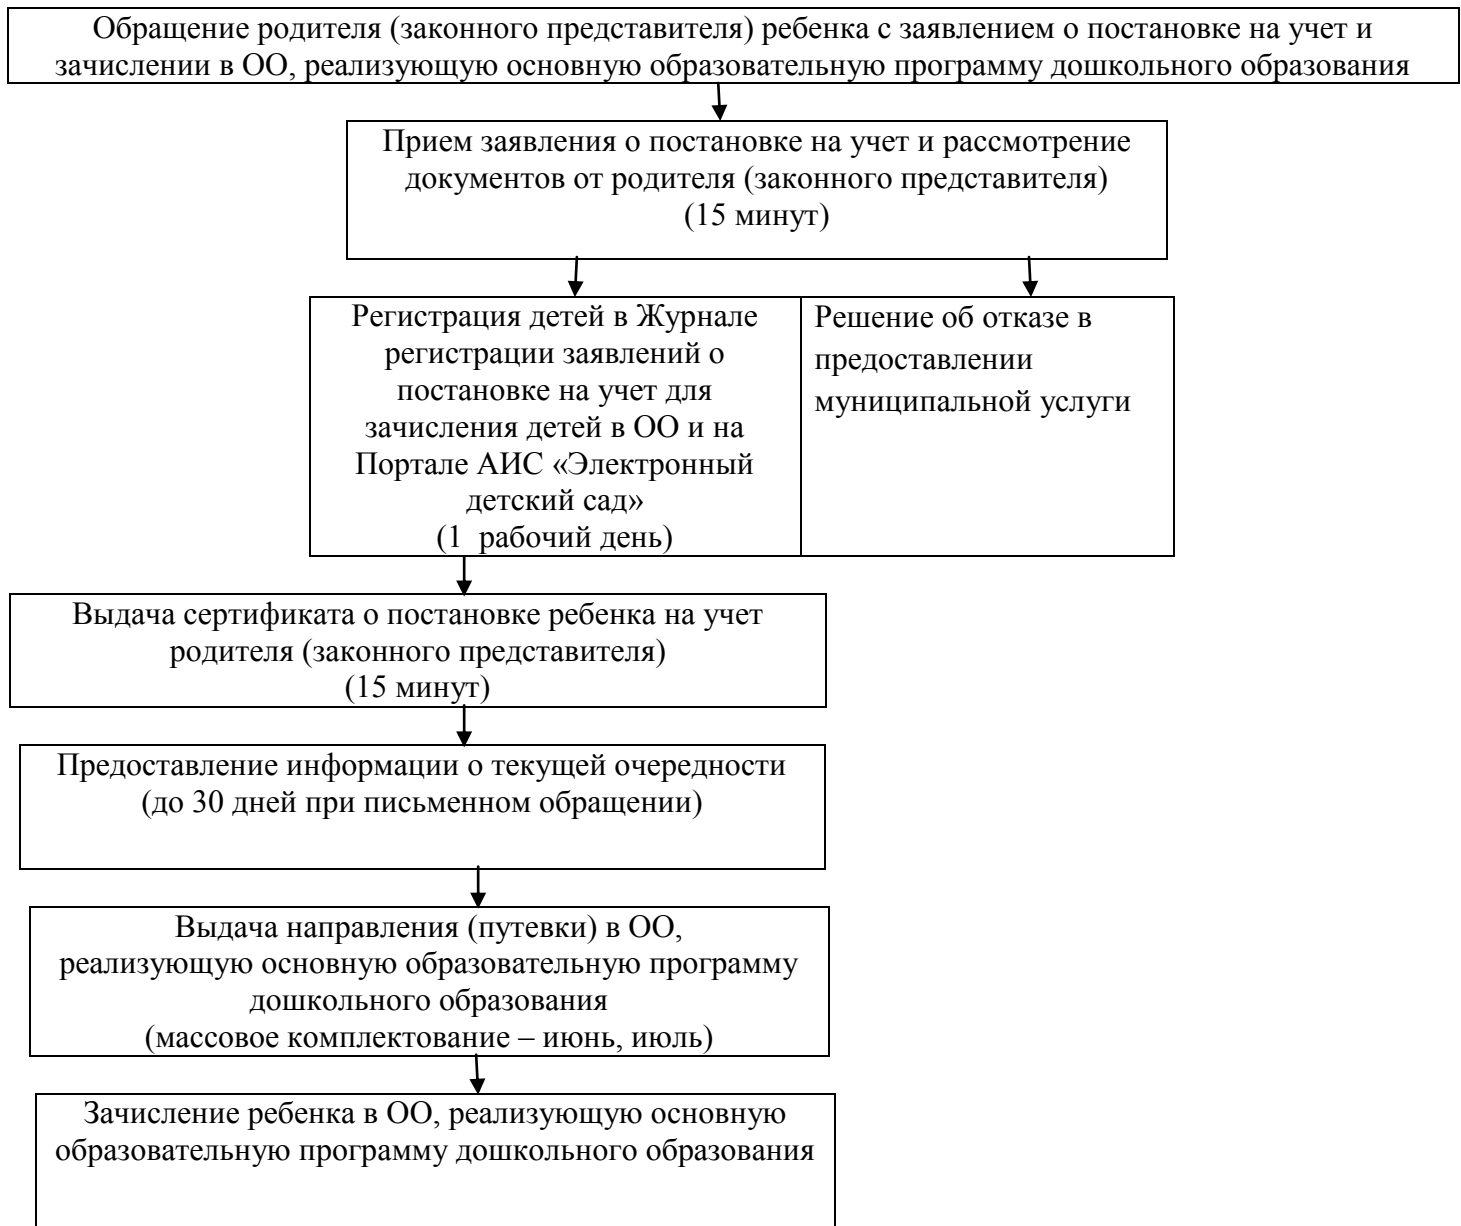 Обращение родителя (законного представителя) ребенка с заявлением о постановке на учет и
зачислении в ОО, реализующую основную образовательную программу дошкольного образования
Прием заявления о постановке на учет и рассмотрение
документов от родителя (законного представителя)
(15 минут)
Регистрация детей в Журнале
регистрации заявлений о
постановке на учет для
зачисления детей в ОО и на
Портале АИС «Электронный
детский сад»
(1 рабочий день)
Решение об отказе в
предоставлении
муниципальной услуги
Выдача сертификата о постановке ребенка на учет
родителя (законного представителя)
(15 минут)
Предоставление информации о текущей очередности
(до 30 дней при письменном обращении)
Выдача направления (путевки) в ОО,
реализующую основную образовательную программу
дошкольного образования
(массовое комплектование – июнь, июль)
Зачисление ребенка в ОО, реализующую основную
образовательную программу дошкольного образования